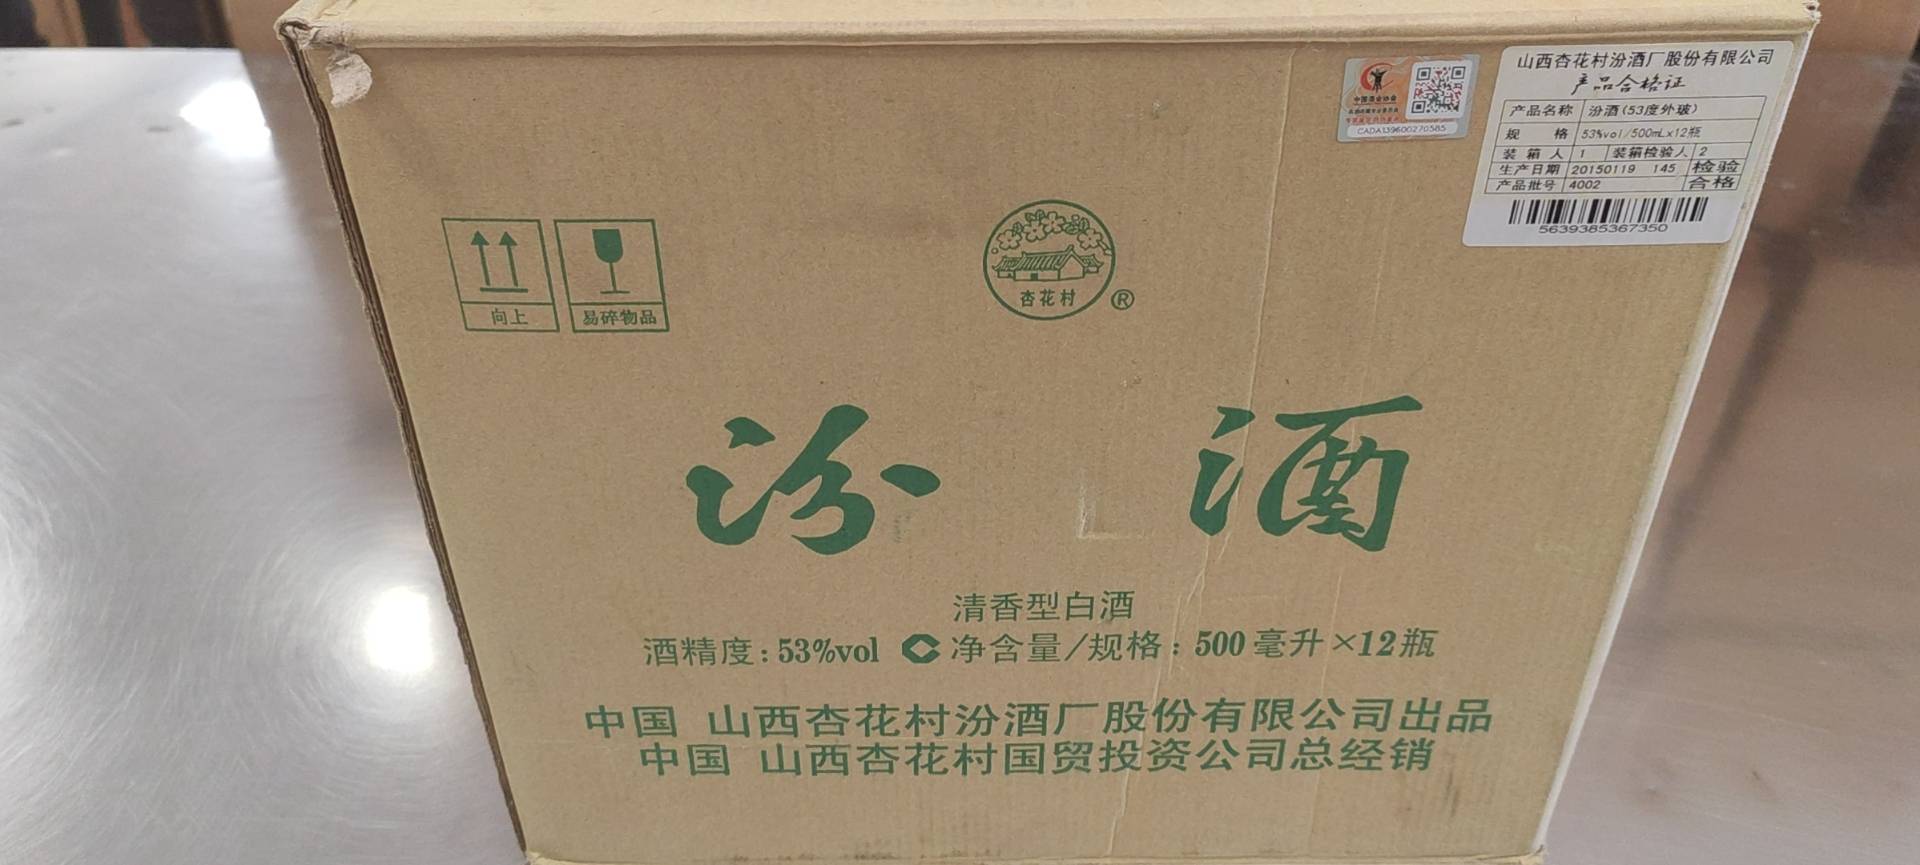 山西杏花村汾酒厂股份有限公司
产品合格证
产品名称 汾酒(53度外玻)
规 格 53%vol/500mL×12瓶
装箱人 1 装箱检验人 2
生产日期 20150119 145 检验
产品批号 4002 合格
5639385367350
中国酒业协会
CADA139600270585
向上
易碎物品
杏花村
®
汾酒
清香型白酒
酒精度:53%vol 净含量/规格:500毫升×12瓶
中国 山西杏花村汾酒厂股份有限公司出品
中国 山西杏花村国贸投资公司总经销